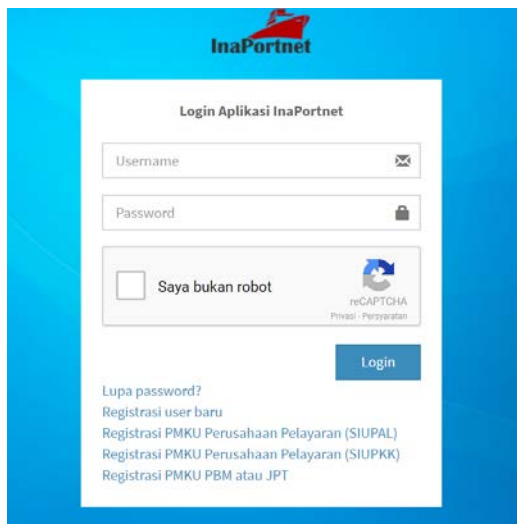 InaPortnet
Login Aplikasi InaPortnet
Username
Password
Saya bukan robot
reCAPTCHA
Privasi - Persyaratan
Login
Lupa password?
Registrasi user baru
Registrasi PMKU Perusahaan Pelayaran (SIUPAL)
Registrasi PMKU Perusahaan Pelayaran (SIUPKK)
Registrasi PMKU PBM atau JPT